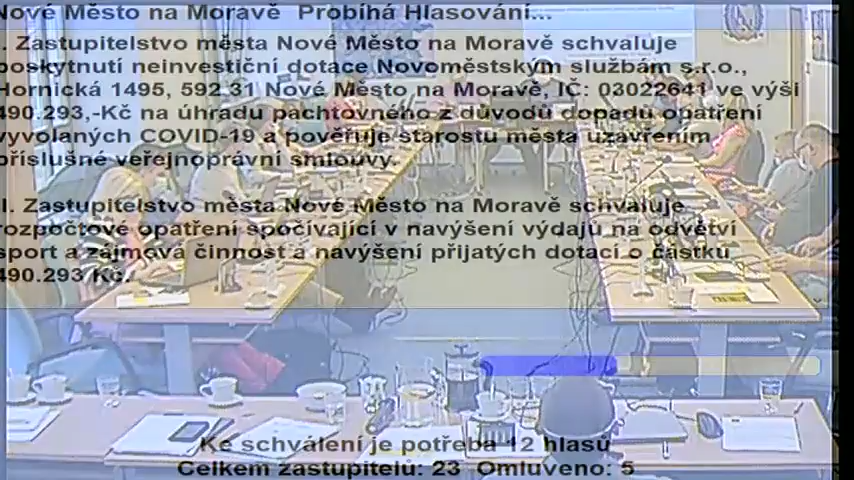 Nové Město na Moravě Probíhá Hlasování...
I. Zastupitelstvo města Nové Město na Moravě schvaluje
poskytnutí neinvestiční dotace Novoměstským službám s.r.o.,
Hornická 1495, 592 31 Nové Město na Moravě, IČ: 03022641 ve výši
490.293,-Kč na úhradu pachtovného z důvodů dopadu opatření
vyvolaných COVID-19 a pověřuje starostu města uzavřením
příslušné veřejnoprávní smlouvy.
II. Zastupitelstvo města Nové Město na Moravě schvaluje
rozpočtové opatření spočívající v navýšení výdajů na odvětví
sport a zájmová činnost a navýšení přijatých dotací o částku
490.293 Kč.
Ke schválení je potřeba 12 hlasů
Celkem zastupitelů: 23 Omluveno: 5